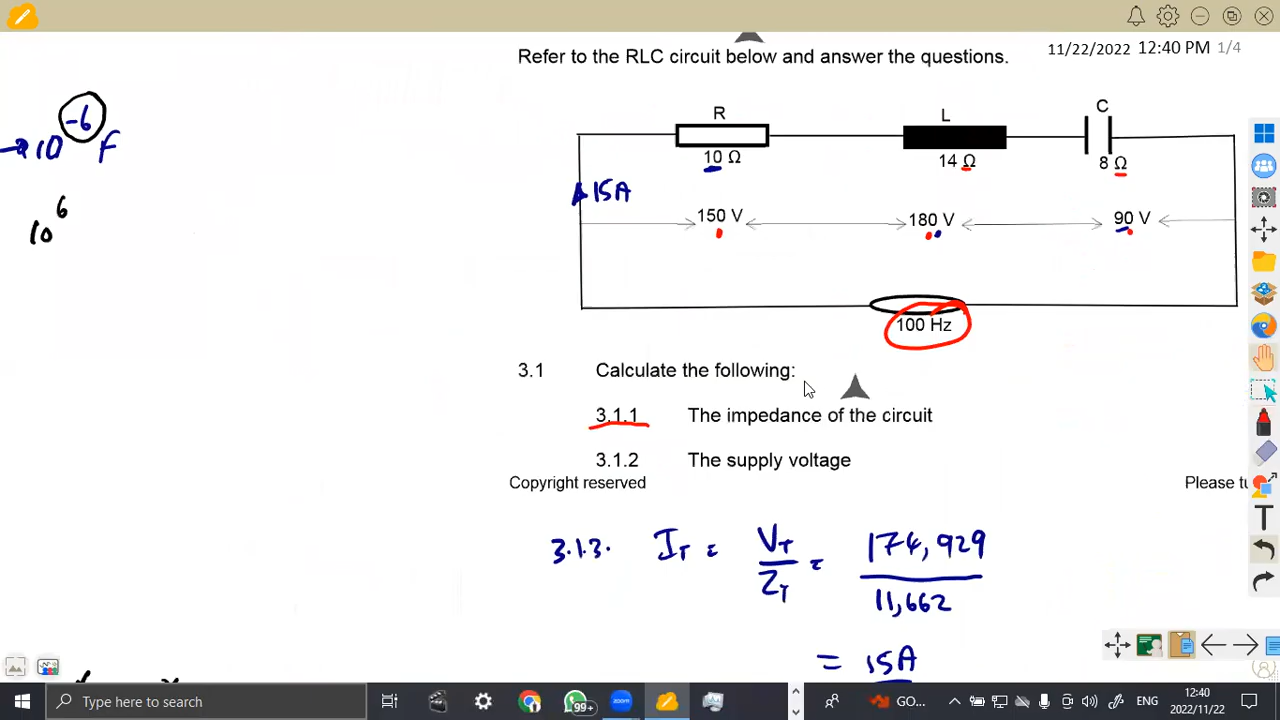 11/22/2022 12:40 PM 1/4
Refer to the RLC circuit below and answer the questions.
R
L
C
10 Ω
14 Ω
8 Ω
10 -6 F
15A
10 6
150 V
180 V
90 V
100 Hz
3.1 Calculate the following:
3.1.1 The impedance of the circuit
3.1.2 The supply voltage
Copyright reserved
Please tu
3.1.3. IT = VT / ZT = 174,929 / 11,662
= 15A
Type here to search
99+
GO...
ENG
12:40
2022/11/22